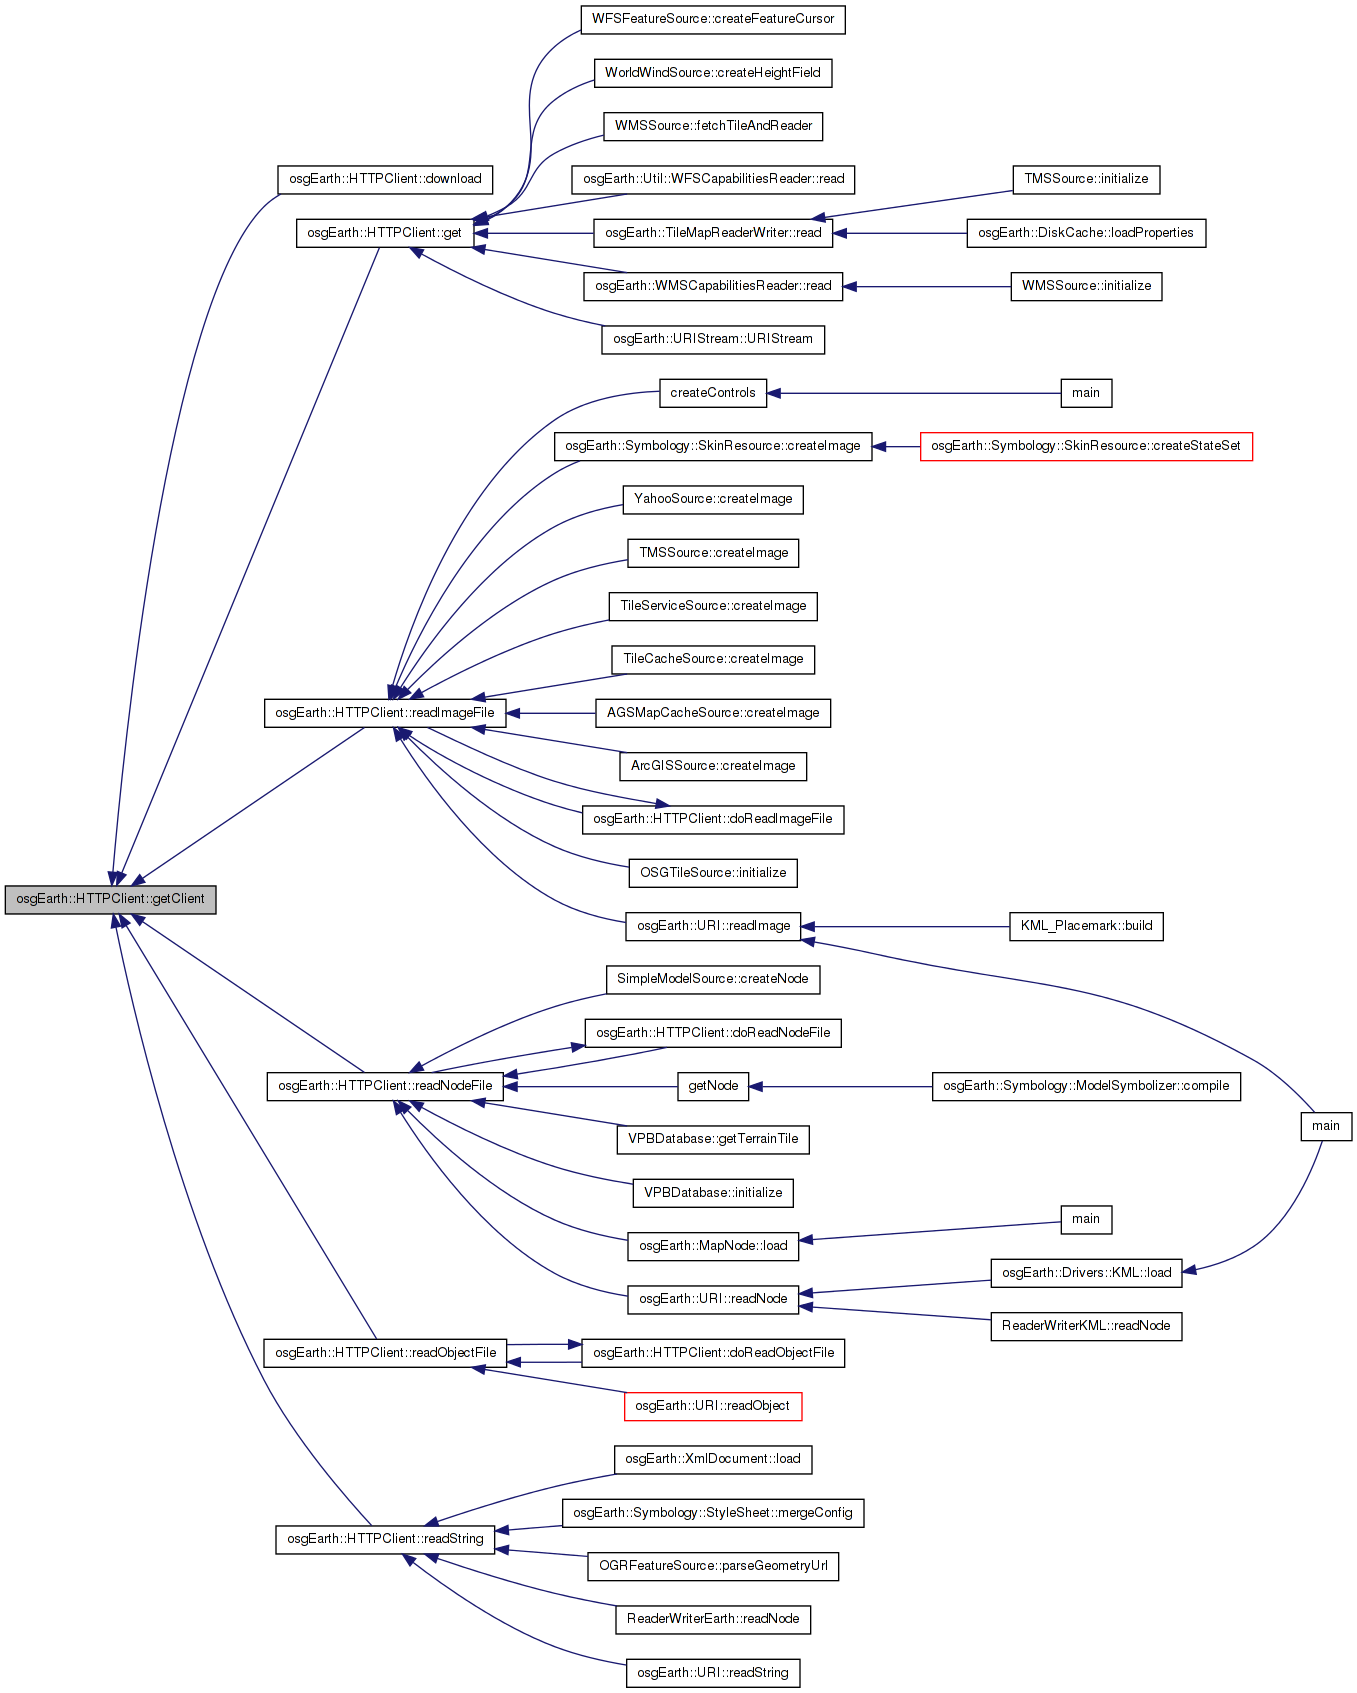 WFSFeatureSource::createFeatureCursor
WorldWindSource::createHeightField
WMSSource::fetchTileAndReader
osgEarth::HTTPClient::download
osgEarth::Util::WFSCapabilitiesReader::read
TMSSource::initialize
osgEarth::HTTPClient::get
osgEarth::TileMapReaderWriter::read
osgEarth::DiskCache::loadProperties
osgEarth::WMSCapabilitiesReader::read
WMSSource::initialize
osgEarth::URIStream::URIStream
createControls
main
osgEarth::Symbology::SkinResource::createImage
osgEarth::Symbology::SkinResource::createStateSet
YahooSource::createImage
TMSSource::createImage
TileServiceSource::createImage
TileCacheSource::createImage
osgEarth::HTTPClient::readImageFile
AGSMapCacheSource::createImage
ArcGISSource::createImage
osgEarth::HTTPClient::doReadImageFile
OSGTileSource::initialize
osgEarth::HTTPClient::getClient
osgEarth::URI::readImage
KML_Placemark::build
SimpleModelSource::createNode
osgEarth::HTTPClient::doReadNodeFile
osgEarth::HTTPClient::readNodeFile
getNode
osgEarth::Symbology::ModelSymbolizer::compile
main
VPBDatabase::getTerrainTile
VPBDatabase::initialize
osgEarth::MapNode::load
main
osgEarth::Drivers::KML::load
osgEarth::URI::readNode
ReaderWriterKML::readNode
osgEarth::HTTPClient::readObjectFile
osgEarth::HTTPClient::doReadObjectFile
osgEarth::URI::readObject
osgEarth::XmlDocument::load
osgEarth::Symbology::StyleSheet::mergeConfig
osgEarth::HTTPClient::readString
OGRFeatureSource::parseGeometryUrl
ReaderWriterEarth::readNode
osgEarth::URI::readString